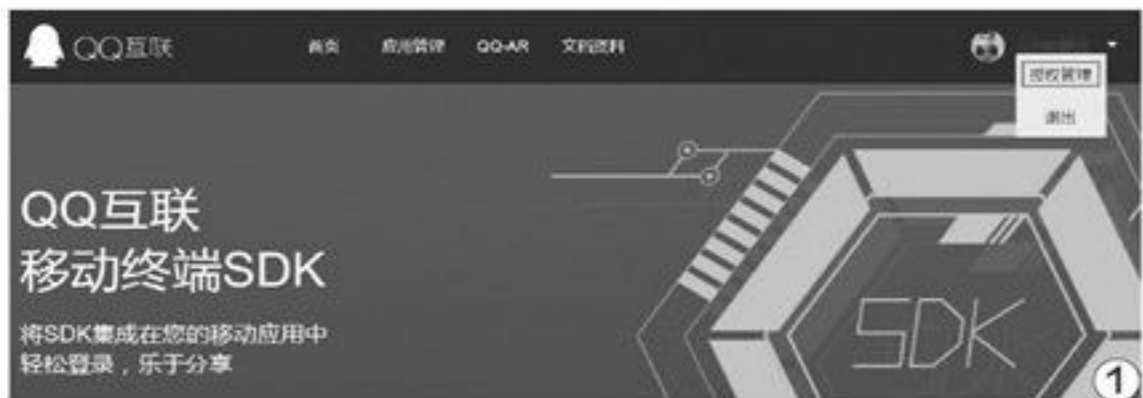 QQ互联
首页 应用管理 QQ-AR 文档资料
授权管理
退出
QQ互联
移动终端SDK
将SDK集成在您的移动应用中
轻松登录，乐于分享
SDK
1